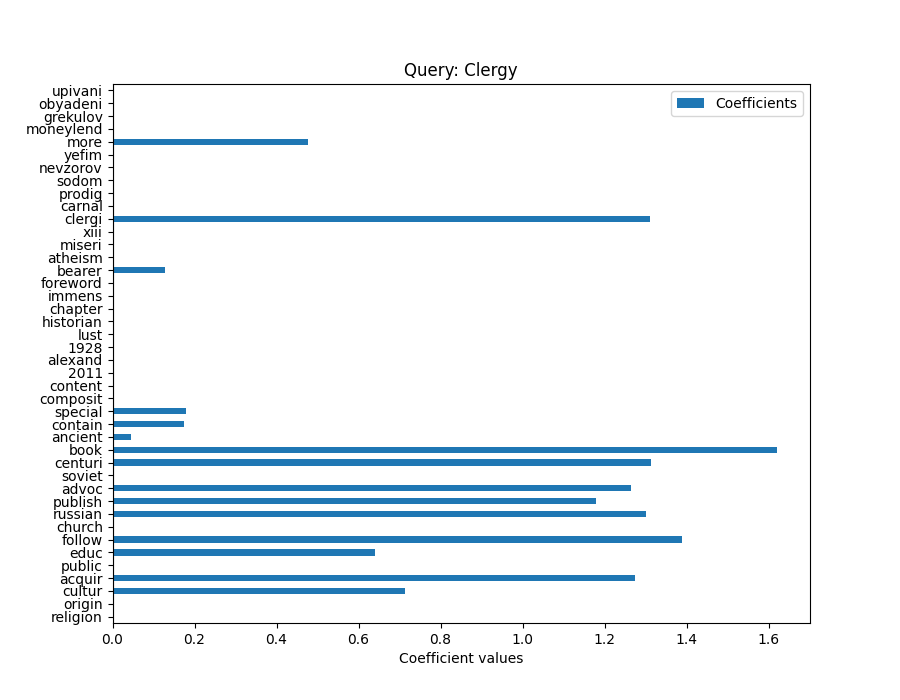 Query: Clergy
Coefficients
upivani
obyadeni
grekulov
moneylend
more
yefim
nevzorov
sodom
prodig
carnal
clergi
xiii
miseri
atheism
bearer
foreword
immens
chapter
historian
lust
1928
alexand
2011
content
composit
special
contain
ancient
book
centuri
soviet
advoc
publish
russian
church
follow
educ
public
acquir
cultur
origin
religion
0.0 0.2 0.4 0.6 0.8 1.0 1.2 1.4 1.6
Coefficient values